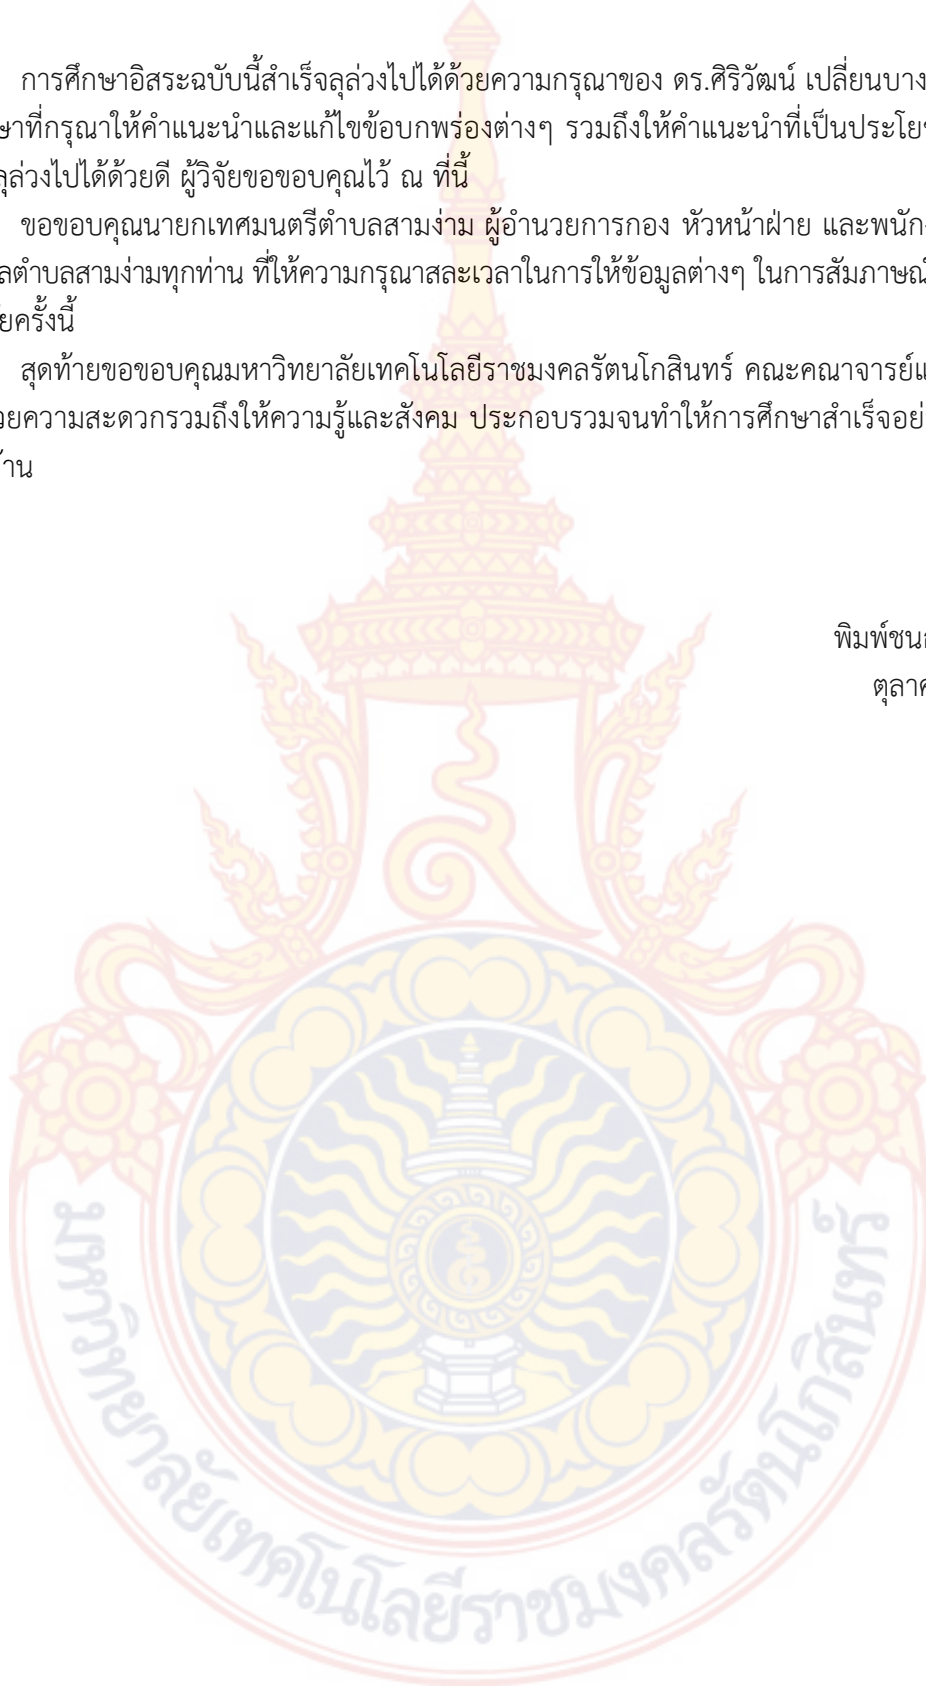 การศึกษาอิสระฉบับนี้สำเร็จลุล่วงไปได้ด้วยความกรุณาของ ดร.ศิริวัฒน์ เปลี่ยนบาง
ษาที่กรุณาให้คำแนะนำและแก้ไขข้อบกพร่องต่างๆ รวมถึงให้คำแนะนำที่เป็นประโยช
ลุล่วงไปได้ด้วยดี ผู้วิจัยขอขอบคุณไว้ ณ ที่นี้
ขอขอบคุณนายกเทศมนตรีตำบลสามง่าม ผู้อำนวยการกอง หัวหน้าฝ่าย และพนัก
ลตำบลสามง่ามทุกท่าน ที่ให้ความกรุณาสละเวลาในการให้ข้อมูลต่างๆ ในการสัมภาษณ์
ัยครั้งนี้
สุดท้ายขอขอบคุณมหาวิทยาลัยเทคโนโลยีราชมงคลรัตนโกสินทร์ คณะคณาจารย์แ
วยความสะดวกรวมถึงให้ความรู้และสังคม ประกอบรวมจนทำให้การศึกษาสำเร็จอย่
้าน
พิมพ์ชน
ตุลาค
มหาวิทยาลัยเทคโนโลยีราชมงคลรัตนโกสินทร์